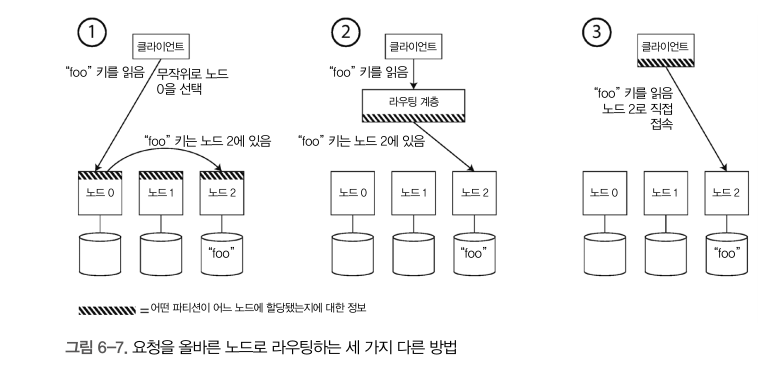 1
클라이언트
“foo” 키를 읽음
무작위로 노드
0을 선택
“foo” 키는 노드 2에 있음
노드 0
노드 1
노드 2
“foo”
2
클라이언트
“foo” 키를 읽음
라우팅 계층
“foo” 키는 노드 2에 있음
노드 0
노드 1
노드 2
“foo”
3
클라이언트
“foo” 키를 읽음
노드 2로 직접
접속
노드 0
노드 1
노드 2
“foo”
= 어떤 파티션이 어느 노드에 할당됐는지에 대한 정보
그림 6-7. 요청을 올바른 노드로 라우팅하는 세 가지 다른 방법